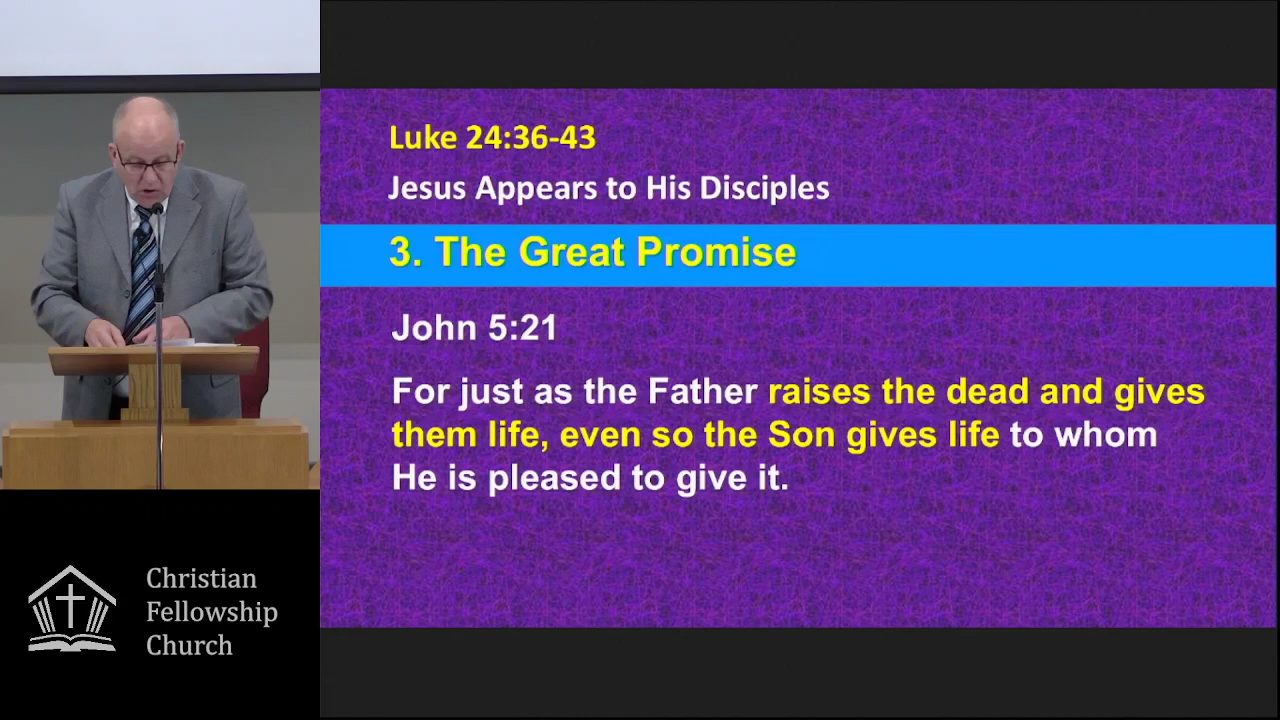 Luke 24:36-43
Jesus Appears to His Disciples
3. The Great Promise
John 5:21
For just as the Father raises the dead and gives
them life, even so the Son gives life to whom
He is pleased to give it.
Christian
Fellowship
Church